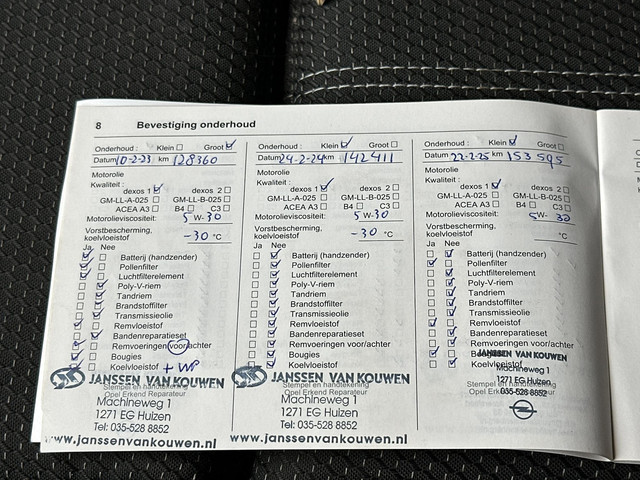 8 Bevestiging onderhoud
Onderhoud : Klein Groot
Datum 10-2-23 km 128360
Motorolie
Kwaliteit :
dexos 1 dexos 2
GM-LL-A-025 GM-LL-B-025
ACEA A3 B4 C3
Motorolieviscositeit: 5 W-30
Vorstbescherming,
koelvloeistof -30 °C
Ja Nee
Batterij (handzender)
Pollenfilter
Luchtfilterelement
Poly-V-riem
Tandriem
Brandstoffilter
Transmissieolie
Remvloeistof
Bandenreparatieset
Remvoeringen voor/achter
Bougies
Koelvloeistof + WP
JANSSEN VAN KOUWEN
Stempel en handtekening
Opel Erkend Reparateur
Machineweg 1
1271 EG Huizen
Tel: 035-528 8852
www.janssenvankouwen.nl
Onderhoud : Klein Groot
Datum 24-2-24 km 142411
Motorolie
Kwaliteit :
dexos 1 dexos 2
GM-LL-A-025 GM-LL-B-025
ACEA A3 B4 C3
Motorolieviscositeit: 5 W-30
Vorstbescherming,
koelvloeistof -30 °C
Ja Nee
Batterij (handzender)
Pollenfilter
Luchtfilterelement
Poly-V-riem
Tandriem
Brandstoffilter
Transmissieolie
Remvloeistof
Bandenreparatieset
Remvoeringen voor/achter
Bougies
Koelvloeistof
JANSSEN VAN KOUWEN
Stempel en handtekening
Opel Erkend Reparateur
Machineweg 1
1271 EG Huizen
Tel: 035-528 8852
www.janssenvankouwen.nl
Onderhoud : Klein Groot
Datum 22-2-25 km 153595
Motorolie
Kwaliteit :
dexos 1 dexos 2
GM-LL-A-025 GM-LL-B-025
ACEA A3 B4 C3
Motorolieviscositeit: 5 W- 30
Vorstbescherming,
koelvloeistof °C
Ja Nee
Batterij (handzender)
Pollenfilter
Luchtfilterelement
Poly-V-riem
Tandriem
Brandstoffilter
Transmissieolie
Remvloeistof
Bandenreparatieset
Remvoeringen voor/achter
JANSSEN VAN KOUWEN
Machineweg 1
1271 EG Huizen
035-528 8852